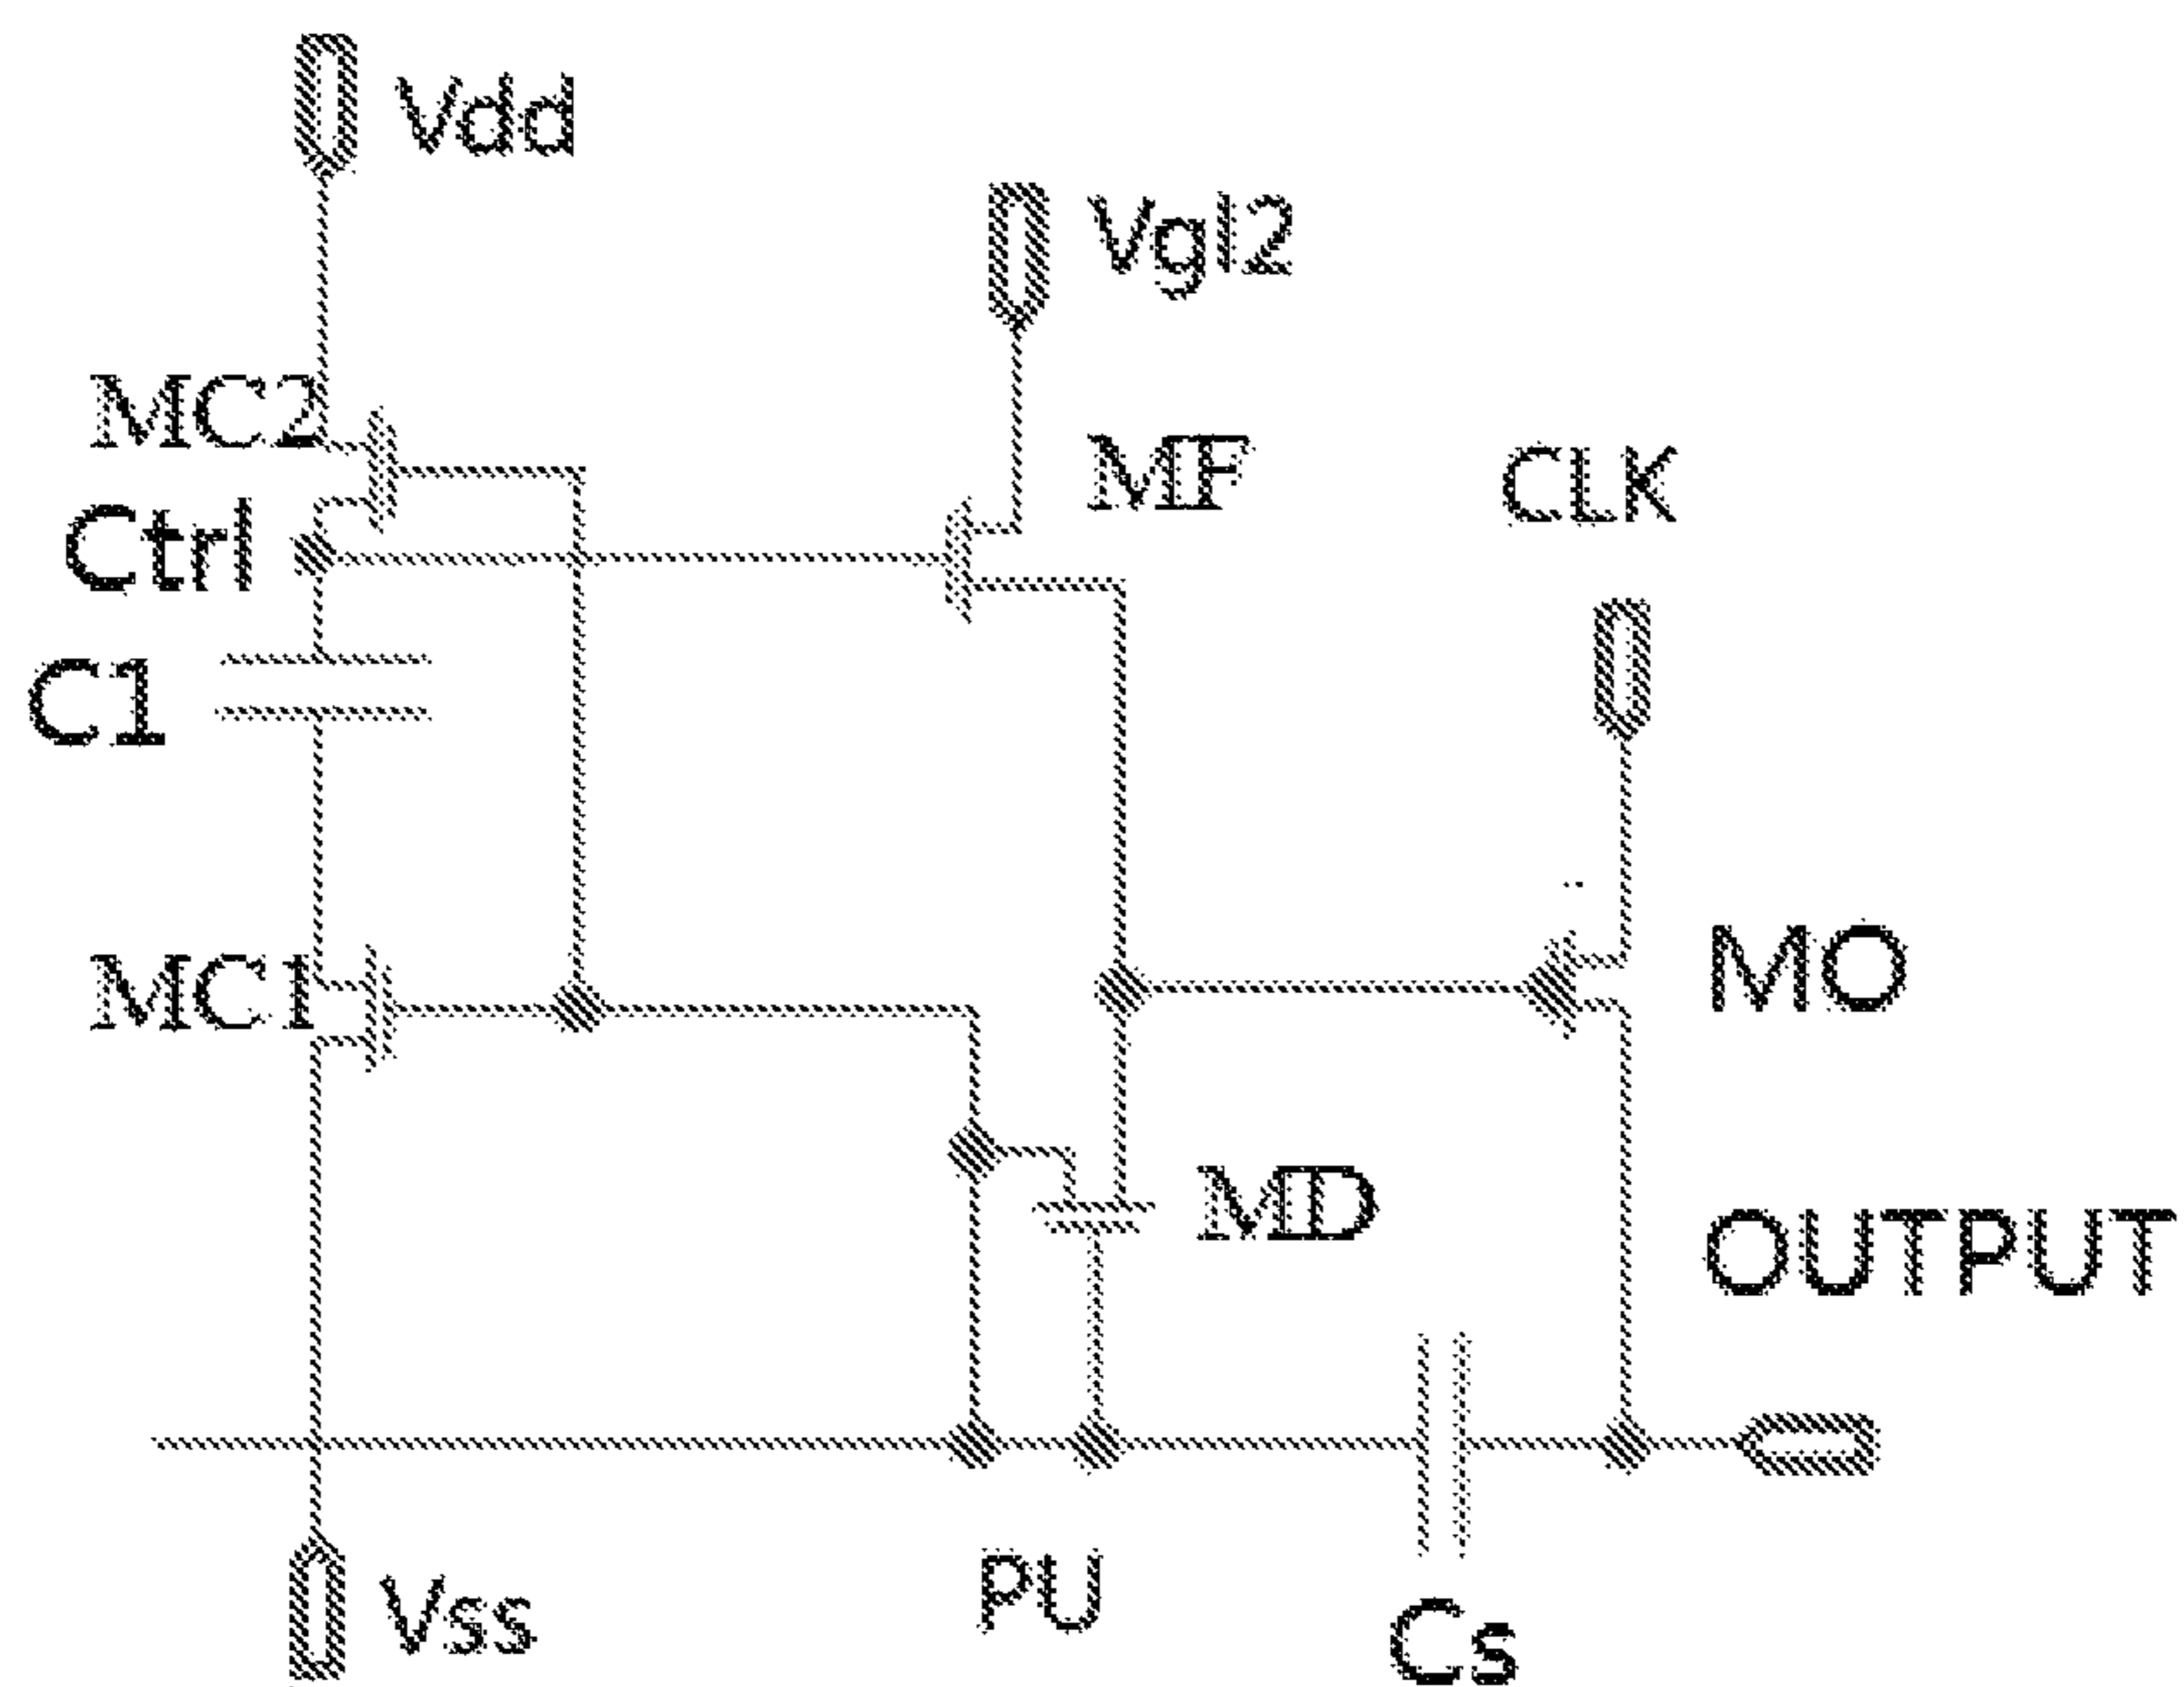 Vdd
Vgl2
MC2
MF
CLK
Ctrl
C1
MC1
MO
MD
OUTPUT
PU
Vss
Cs